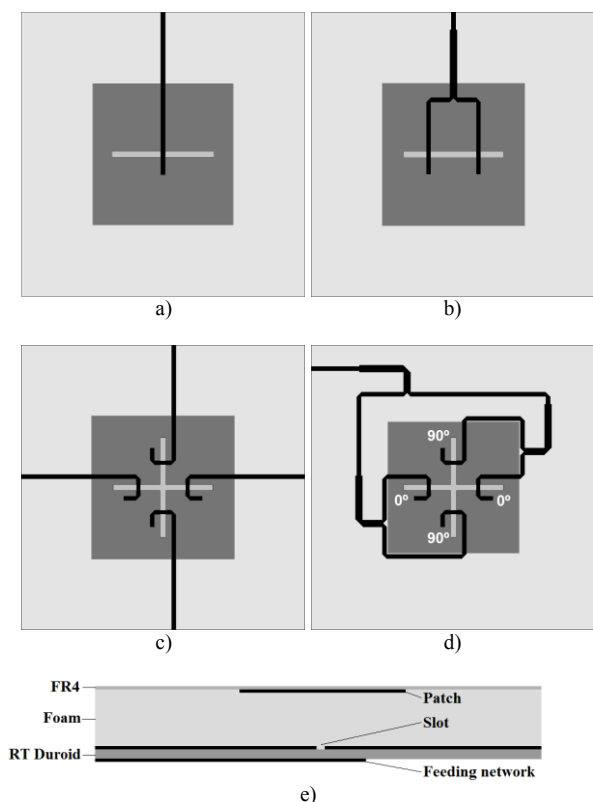 a)
b)
c)
90º
0º
0º
90º
d)
FR4
Patch
Foam
Slot
RT Duroid
Feeding network
e)